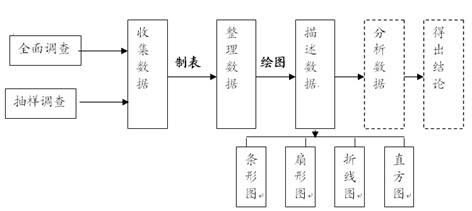 全面调查
抽样调查
收集数据
制表
整理数据
绘图
描述数据
分析数据
得出结论
条形图
扇形图
折线图
直方图